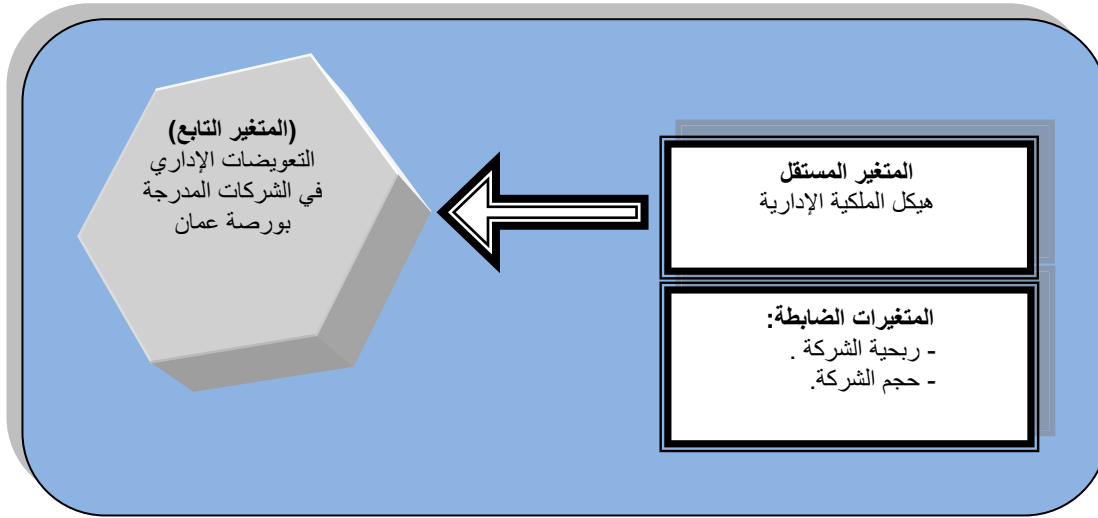 المتغير المستقل
هيكل الملكية الإدارية
المتغيرات الضابطة:
- ربحية الشركة .
- حجم الشركة.
(المتغير التابع)
التعويضات الإداري
في الشركات المدرجة
بورصة عمان